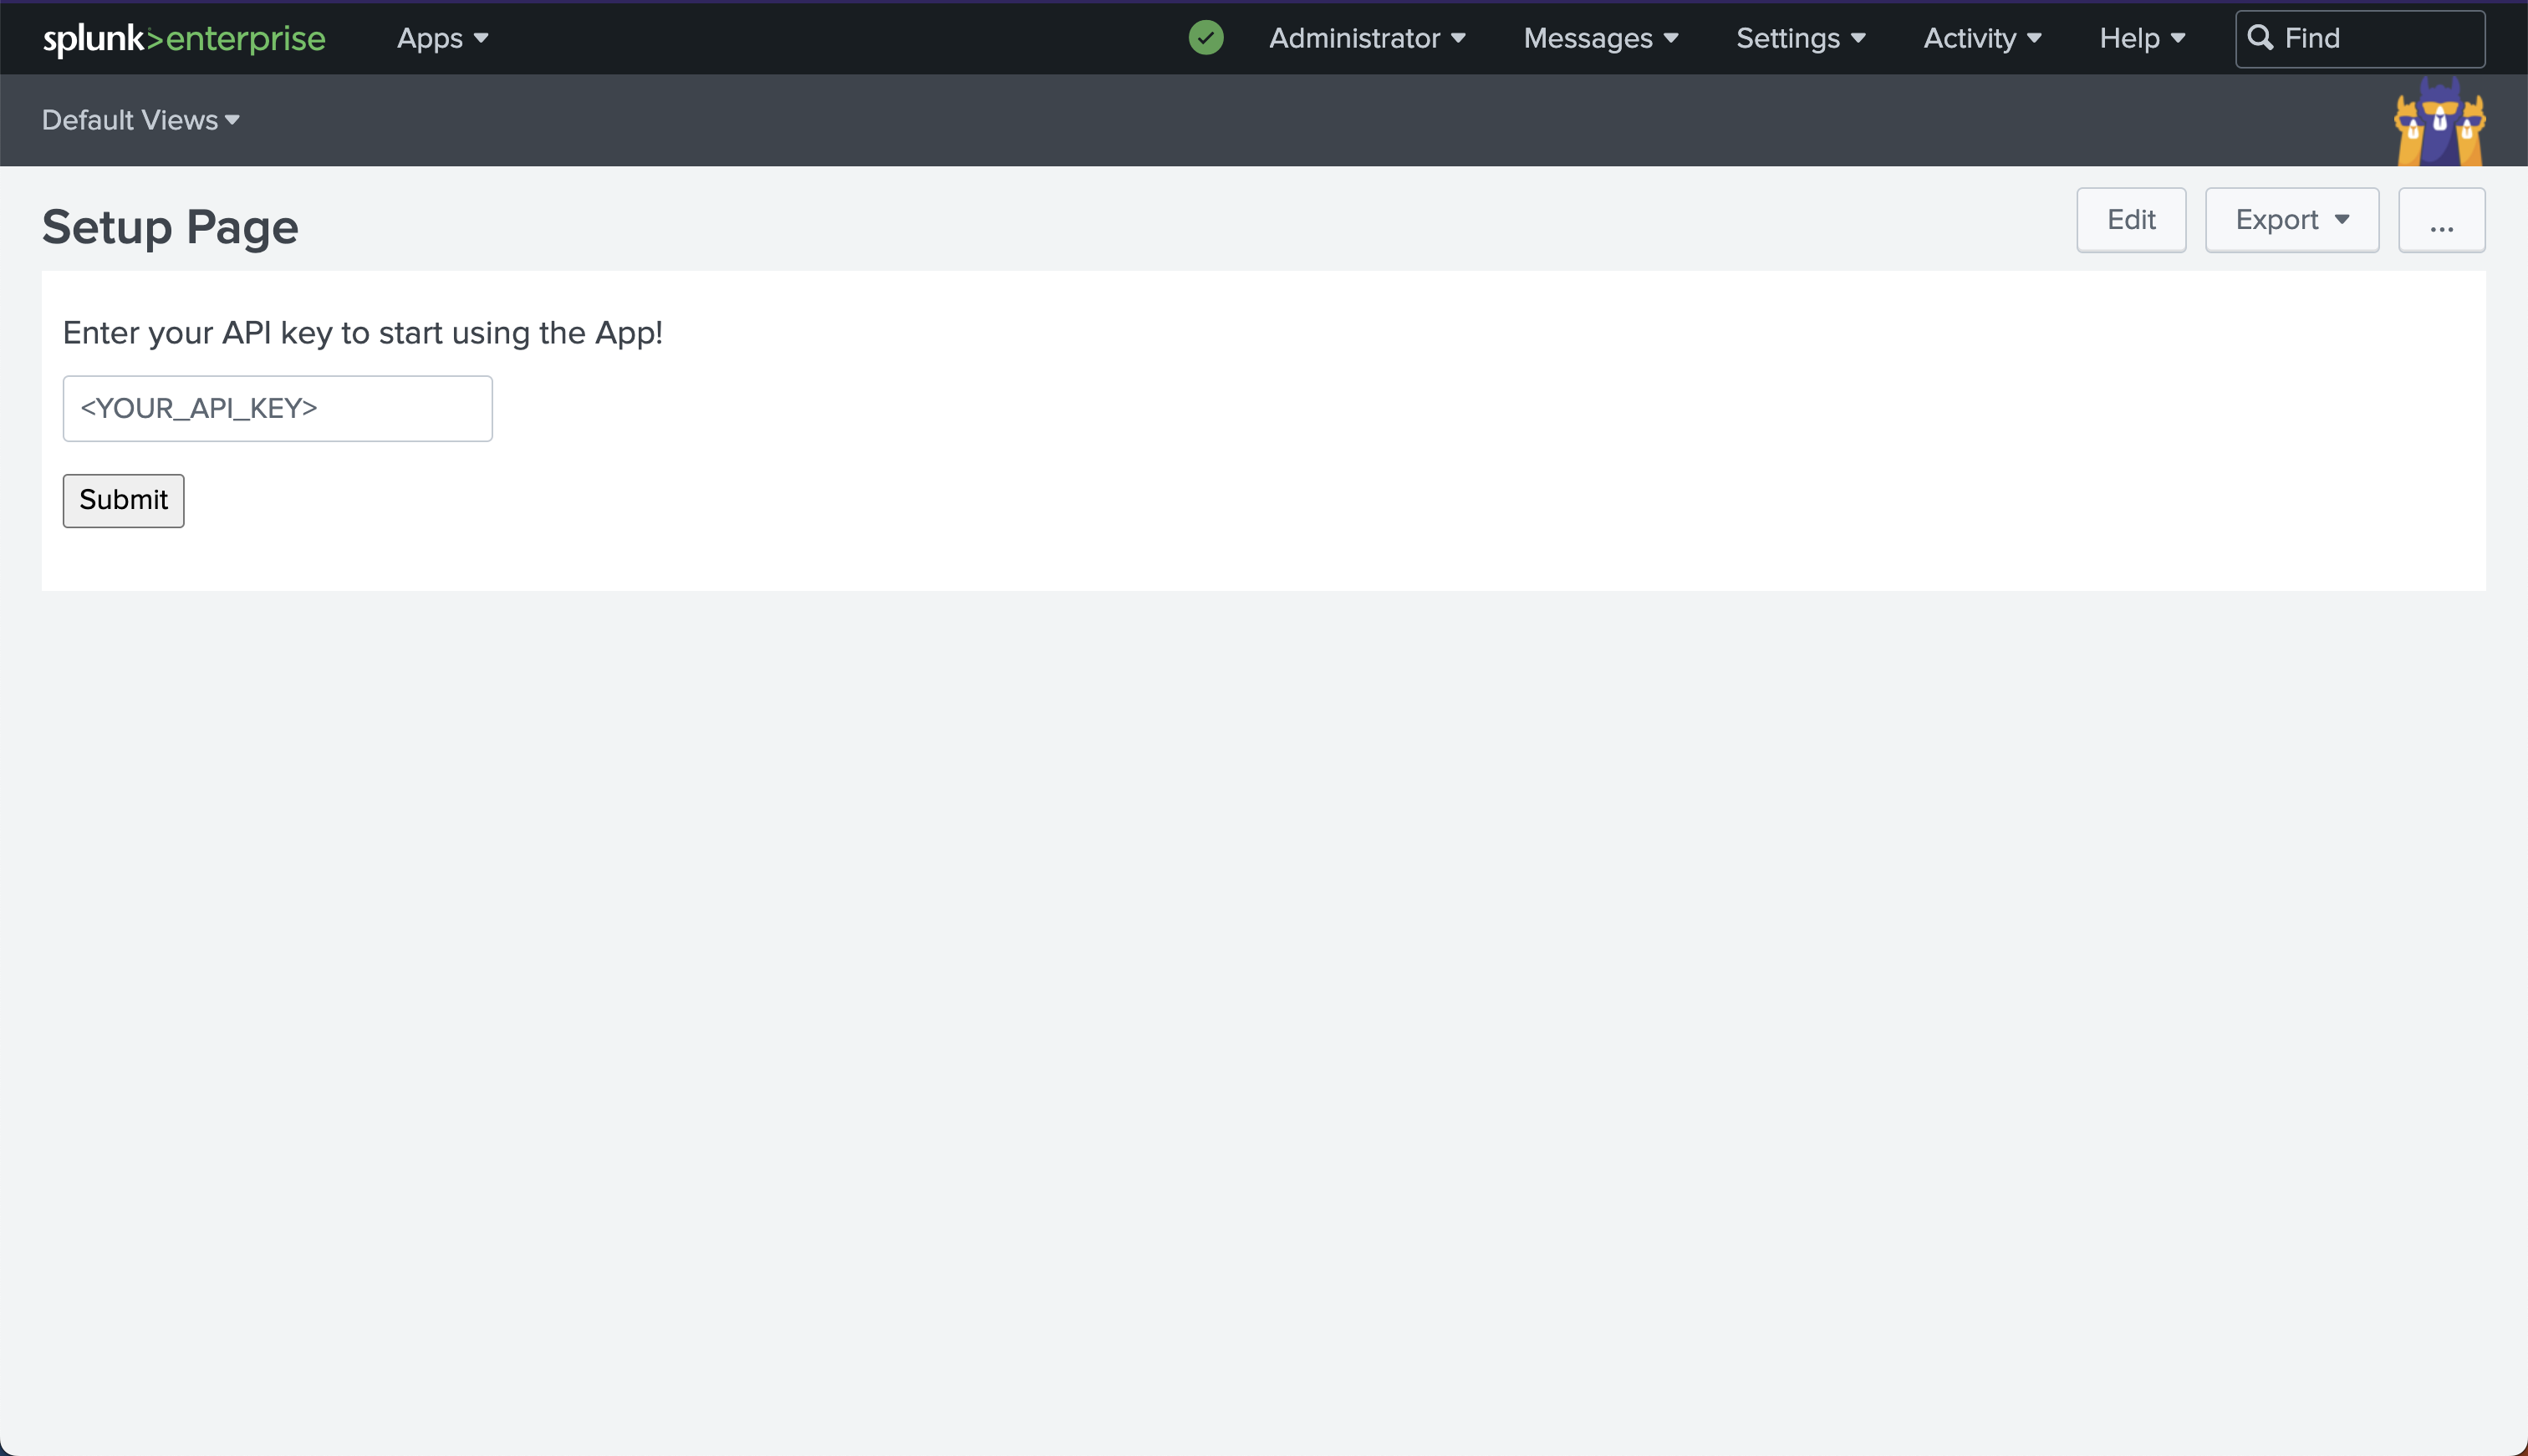 splunk>enterprise Apps Administrator Messages Settings Activity Help Find
Default Views
Setup Page Edit Export ...
Enter your API key to start using the App!
<YOUR_API_KEY>
Submit